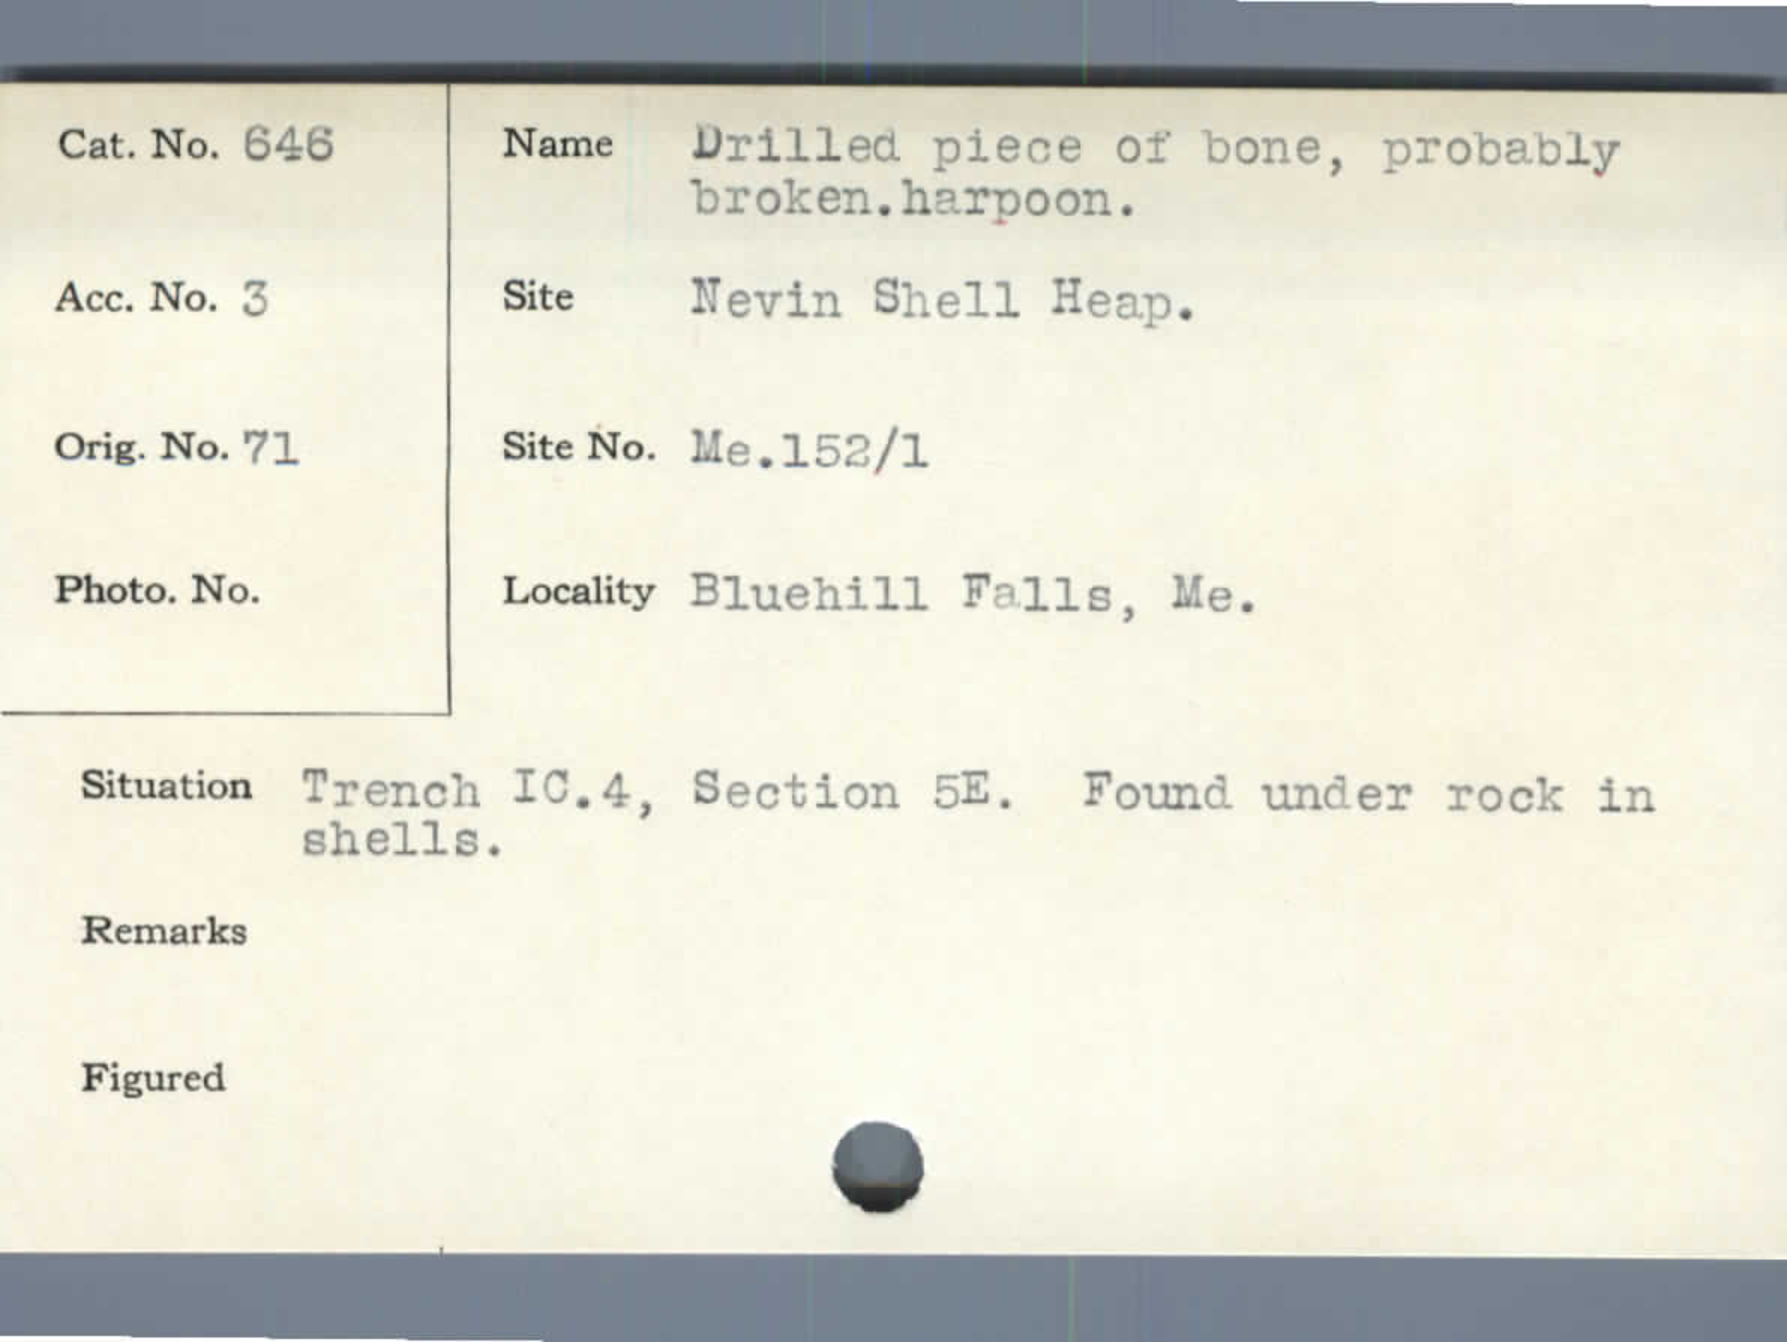 Cat. No. 646
Name Drilled piece of bone, probably
broken.harpoon.
Acc. No. 3
Site Nevin Shell Heap.
Orig. No. 71
Site No. Me.152/1
Photo. No.
Locality Bluehill Falls, Me.
Situation Trench IC.4, Section 5E. Found under rock in
shells.
Remarks
Figured